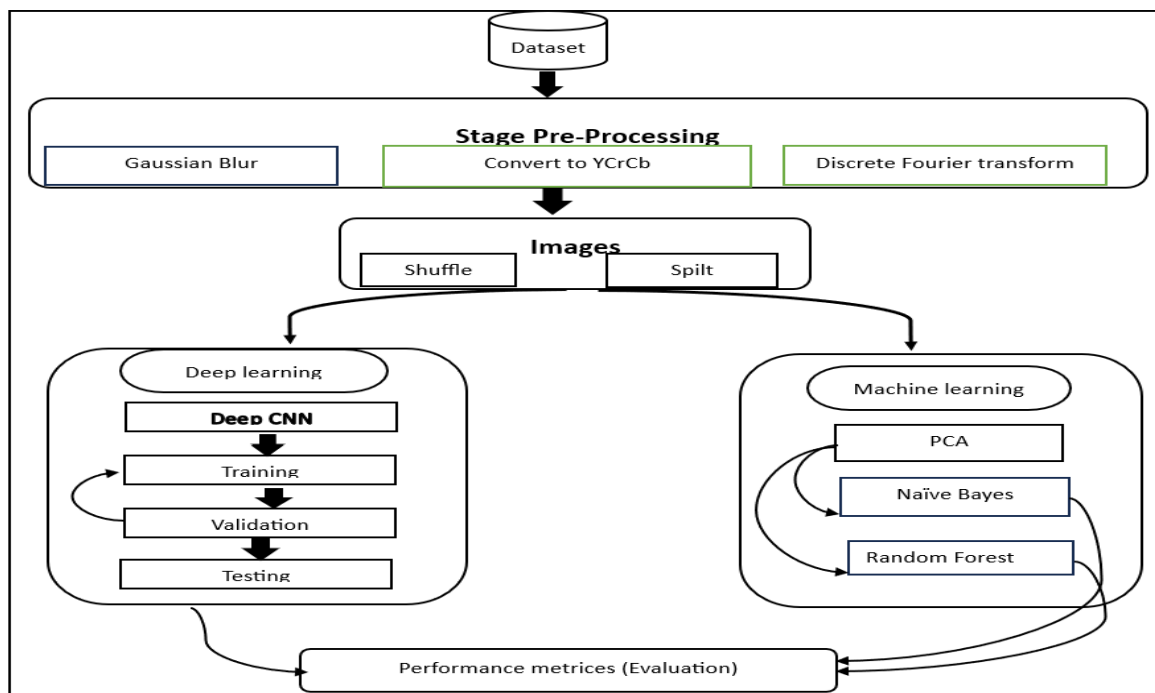 Dataset
Stage Pre-Processing
Gaussian Blur
Convert to YCrCb
Discrete Fourier transform
Images
Shuffle
Spilt
Deep learning
Deep CNN
Training
Validation
Testing
Machine learning
PCA
Naïve Bayes
Random Forest
Performance metrices (Evaluation)